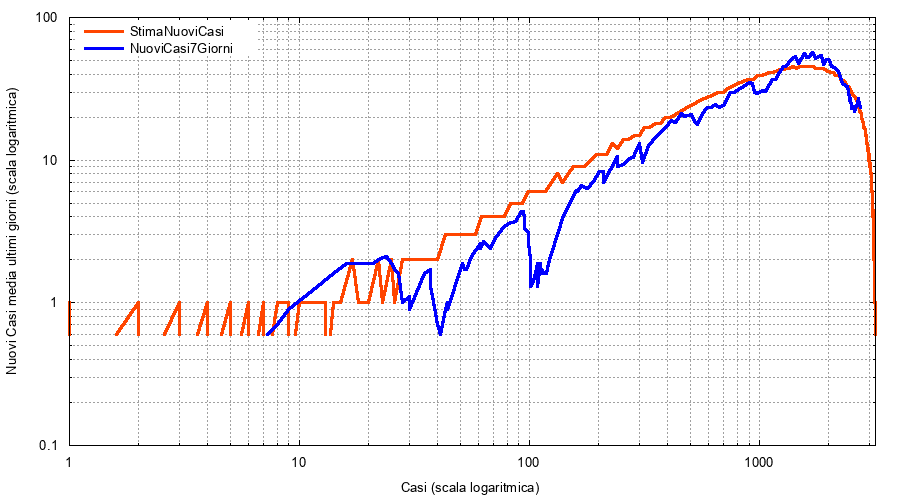 100
10
1
0.1
1
10
100
1000
Nuovi Casi media ultimi giorni (scala logaritmica)
Casi (scala logaritmica)
StimaNuoviCasi
NuoviCasi7Giorni